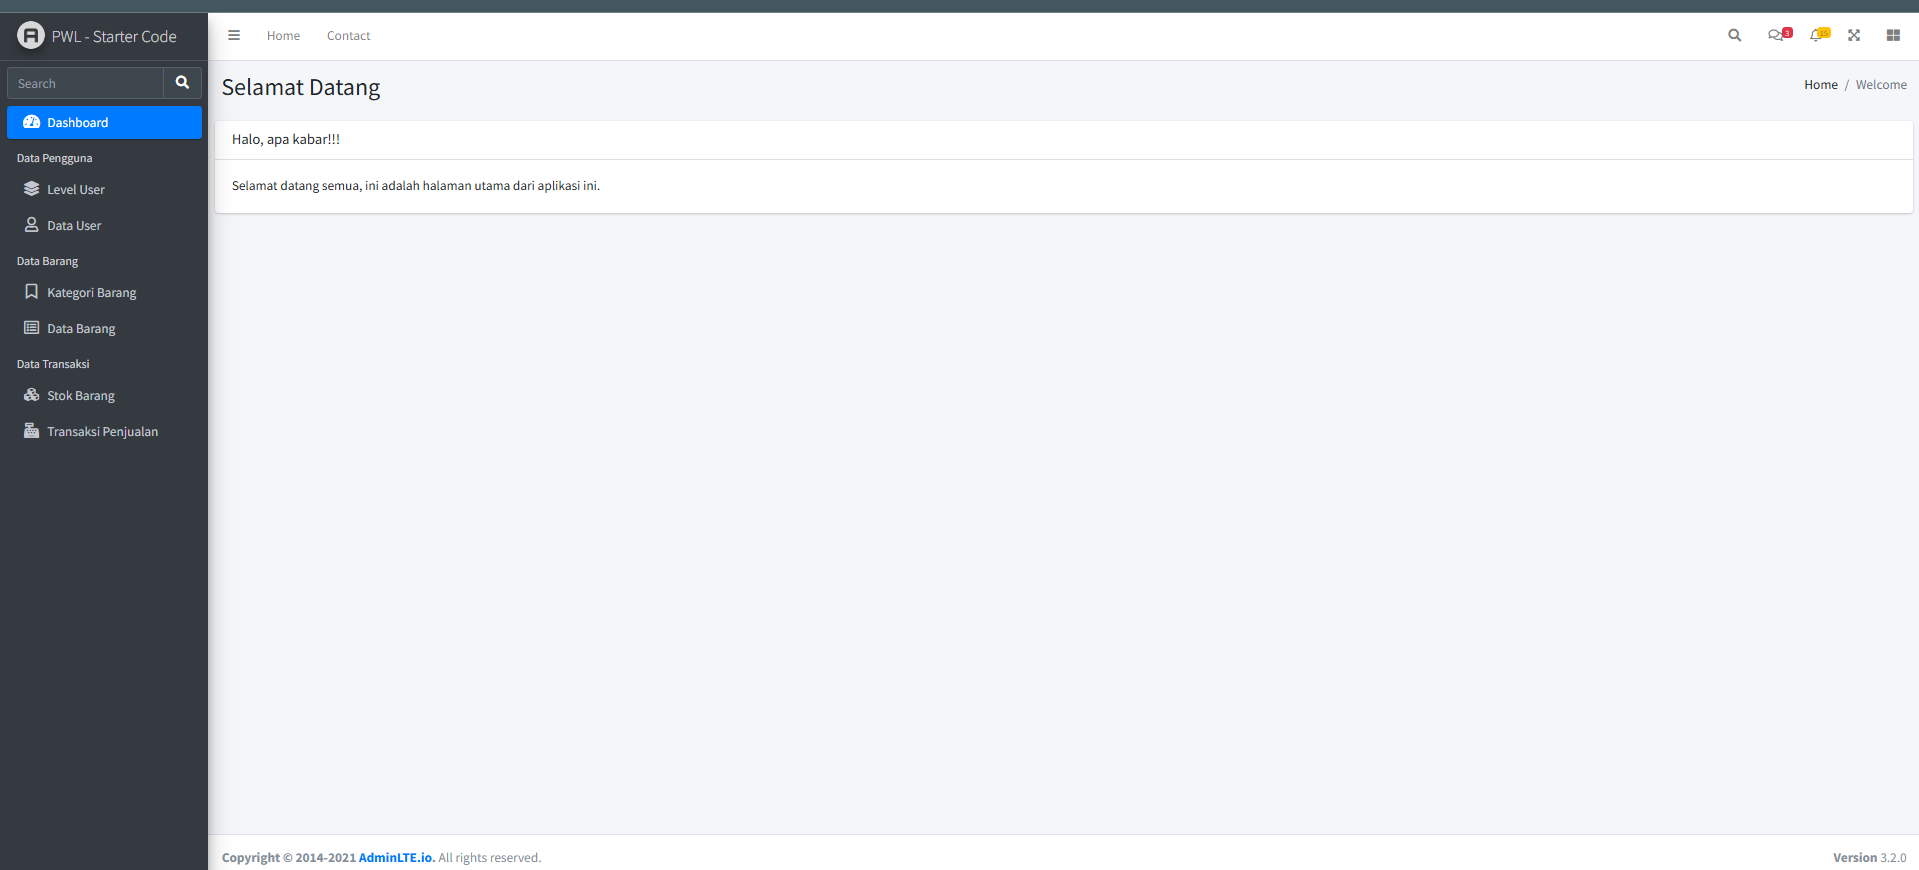 PWL - Starter Code
Home
Contact
3
15
Search
Dashboard
Data Pengguna
Level User
Data User
Data Barang
Kategori Barang
Data Barang
Data Transaksi
Stok Barang
Transaksi Penjualan
Selamat Datang
Home / Welcome
Halo, apa kabar!!!
Selamat datang semua, ini adalah halaman utama dari aplikasi ini.
Copyright © 2014-2021 AdminLTE.io. All rights reserved.
Version 3.2.0